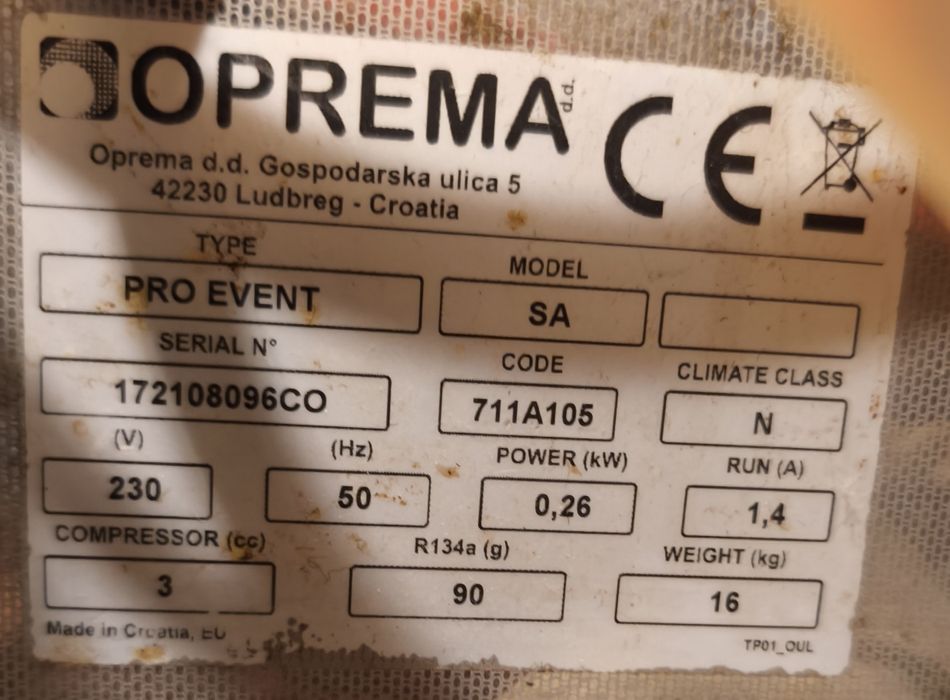 OPREMA d.d.
CE
Oprema d.d. Gospodarska ulica 5
42230 Ludbreg - Croatia
TYPE MODEL
PRO EVENT SA
SERIAL N° CODE CLIMATE CLASS
172108096CO 711A105 N
(V) (Hz) POWER (kW) RUN (A)
230 50 0,26 1,4
COMPRESSOR (cc) R134a (g) WEIGHT (kg)
3 90 16
Made in Croatia, EU TP01_OUL